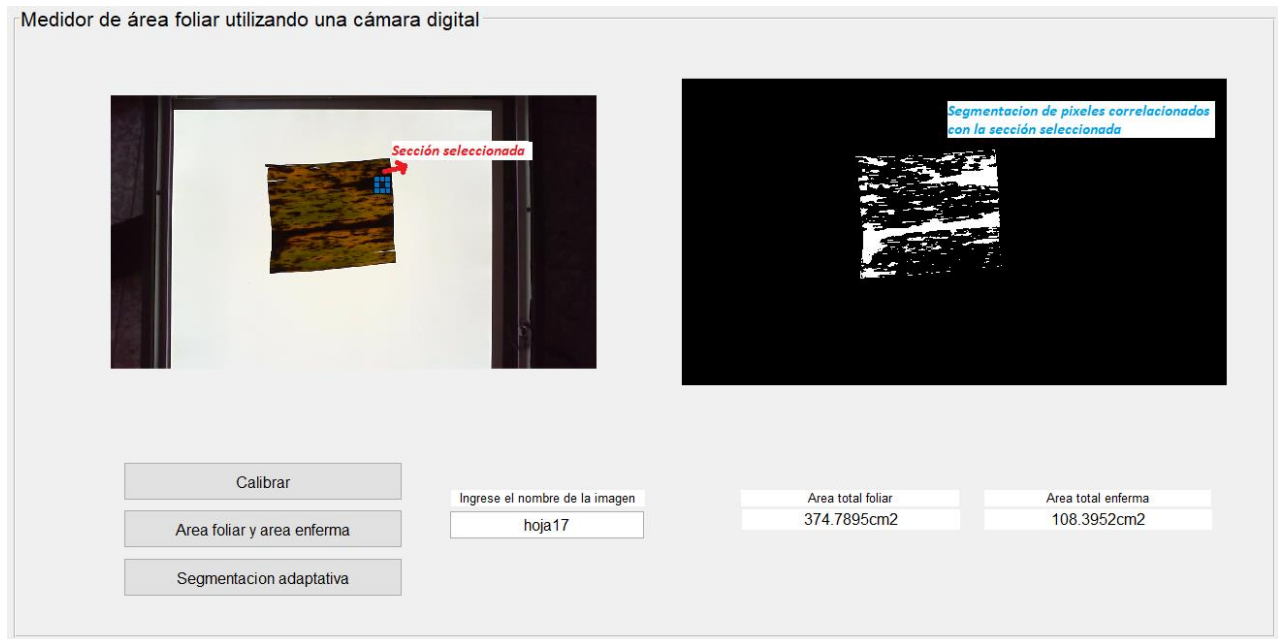 Medidor de área foliar utilizando una cámara digital
Sección seleccionada
Segmentacion de pixeles correlacionados
con la sección seleccionada
Calibrar
Area foliar y area enferma
Segmentacion adaptativa
Ingrese el nombre de la imagen
hoja17
Area total foliar
374.7895cm2
Area total enferma
108.3952cm2